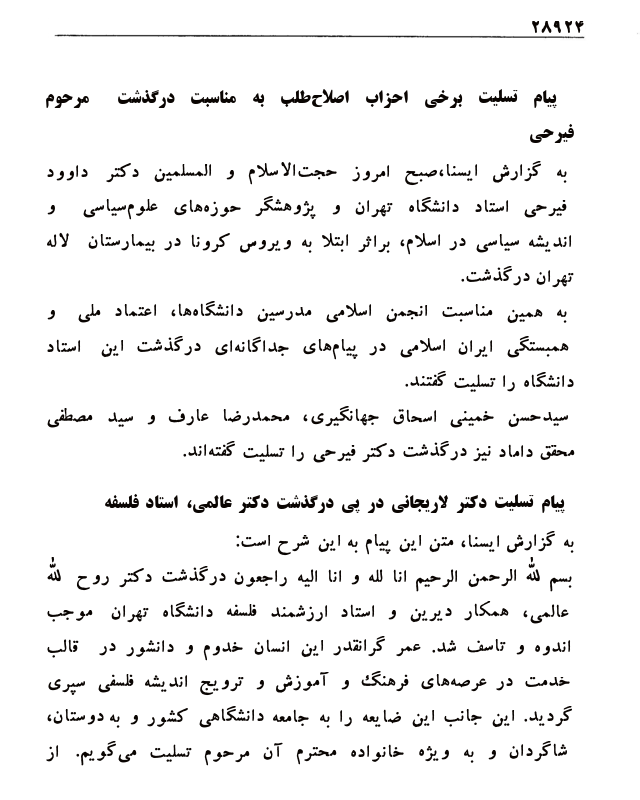 ۲۸۹۲۴
پیام تسلیت برخی احزاب اصلاح‌طلب به مناسبت درگذشت مرحوم
فیرحی
به گزارش ایسنا،صبح امروز حجت‌الاسلام و المسلمین دکتر داوود
فیرحی استاد دانشگاه تهران و پژوهشگر حوزه‌های علوم‌سیاسی و
اندیشه سیاسی در اسلام، براثر ابتلا به ویروس کرونا در بیمارستان لاله
تهران درگذشت.
به همین مناسبت انجمن اسلامی مدرسین دانشگاه‌ها، اعتماد ملی و
همبستگی ایران اسلامی در پیام‌های جداگانه‌ای درگذشت این استاد
دانشگاه را تسلیت گفتند.
سیدحسن خمینی اسحاق جهانگیری، محمدرضا عارف و سید مصطفی
محقق داماد نیز درگذشت دکتر فیرحی را تسلیت گفته‌اند.
پیام تسلیت دکتر لاریجانی در پی درگذشت دکتر عالمی، استاد فلسفه
به گزارش ایسنا، متن این پیام به این شرح است:
بسم الله الرحمن الرحیم انا لله و انا الیه راجعون درگذشت دکتر روح الله
عالمی، همکار دیرین و استاد ارزشمند فلسفه دانشگاه تهران موجب
اندوه و تاسف شد. عمر گرانقدر این انسان خدوم و دانشور در قالب
خدمت در عرصه‌های فرهنگ و آموزش و ترویج اندیشه فلسفی سپری
گردید. این جانب این ضایعه را به جامعه دانشگاهی کشور و به دوستان،
شاگردان و به ویژه خانواده محترم آن مرحوم تسلیت می‌گویم. از